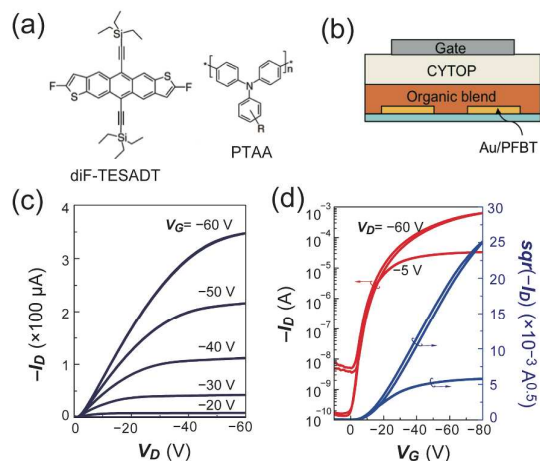 (a)
Si
S
F
F
S
Si
diF-TESADT
*
*
n
N
R
PTAA
(b)
Gate
CYTOP
Organic blend
Au/PFBT
(c)
4
3
2
1
0
−I_D (×100 μA)
V_G= −60 V
−50 V
−40 V
−30 V
−20 V
0
−20
−40
−60
V_D (V)
(d)
10⁻³
10⁻⁴
10⁻⁵
10⁻⁶
10⁻⁷
10⁻⁸
10⁻⁹
10⁻¹⁰
−I_D (A)
V_D= −60 V
−5 V
30
25
20
15
10
5
0
sqr(−I_D) (×10⁻³ A⁰·⁵)
0
-20
-40
-60
-80
V_G (V)